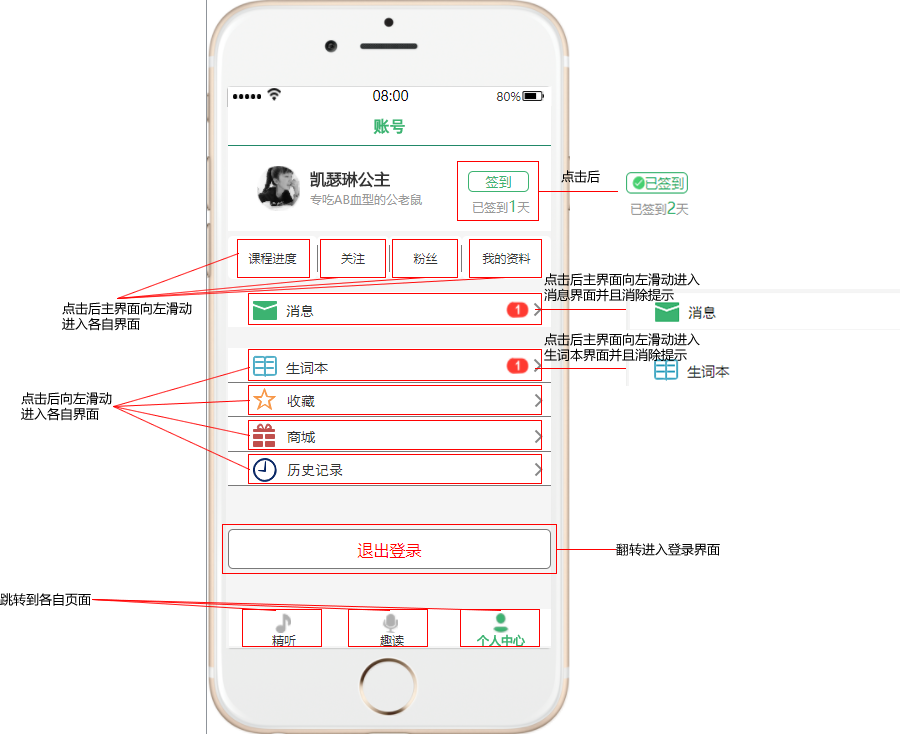 08:00
80%
账号
凯瑟琳公主
专吃AB血型的公老鼠
签到
已签到1天
点击后
已签到
已签到2天
课程进度
关注
粉丝
我的资料
点击后主界面向左滑动
进入各自界面
消息
1
点击后主界面向左滑动进入
消息界面并且消除提示
消息
生词本
1
点击后主界面向左滑动进入
生词本界面并且消除提示
生词本
点击后向左滑动
进入各自界面
收藏
商城
历史记录
退出登录
翻转进入登录界面
跳转到各自页面
精听
趣读
个人中心